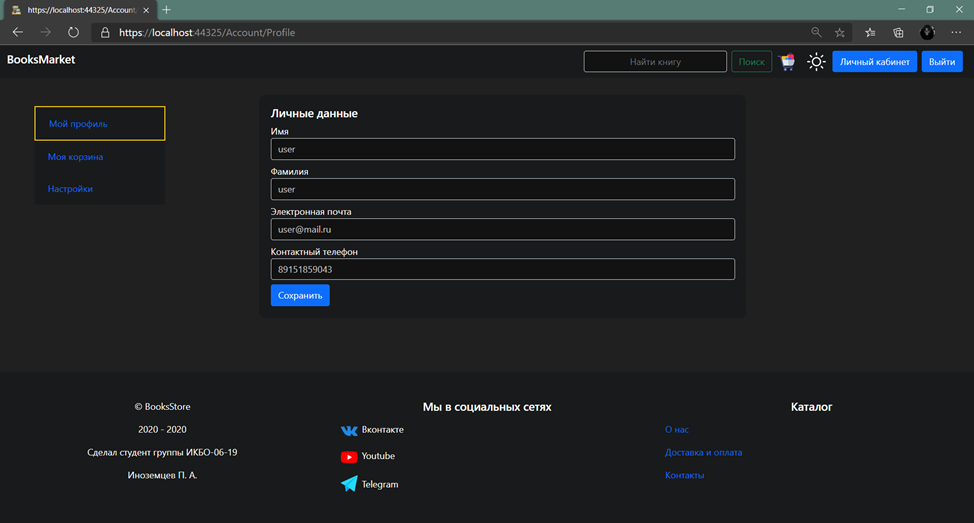 https://localhost:44325/Account/
https://localhost:44325/Account/Profile
BooksMarket
Найти книгу
Поиск
Личный кабинет
Выйти
Мой профиль
Моя корзина
Настройки
Личные данные
Имя
user
Фамилия
user
Электронная почта
user@mail.ru
Контактный телефон
89151859043
Сохранить
© BooksStore
2020 - 2020
Сделал студент группы ИКБО-06-19
Иноземцев П. А.
Мы в социальных сетях
Вконтакте
Youtube
Telegram
Каталог
О нас
Доставка и оплата
Контакты